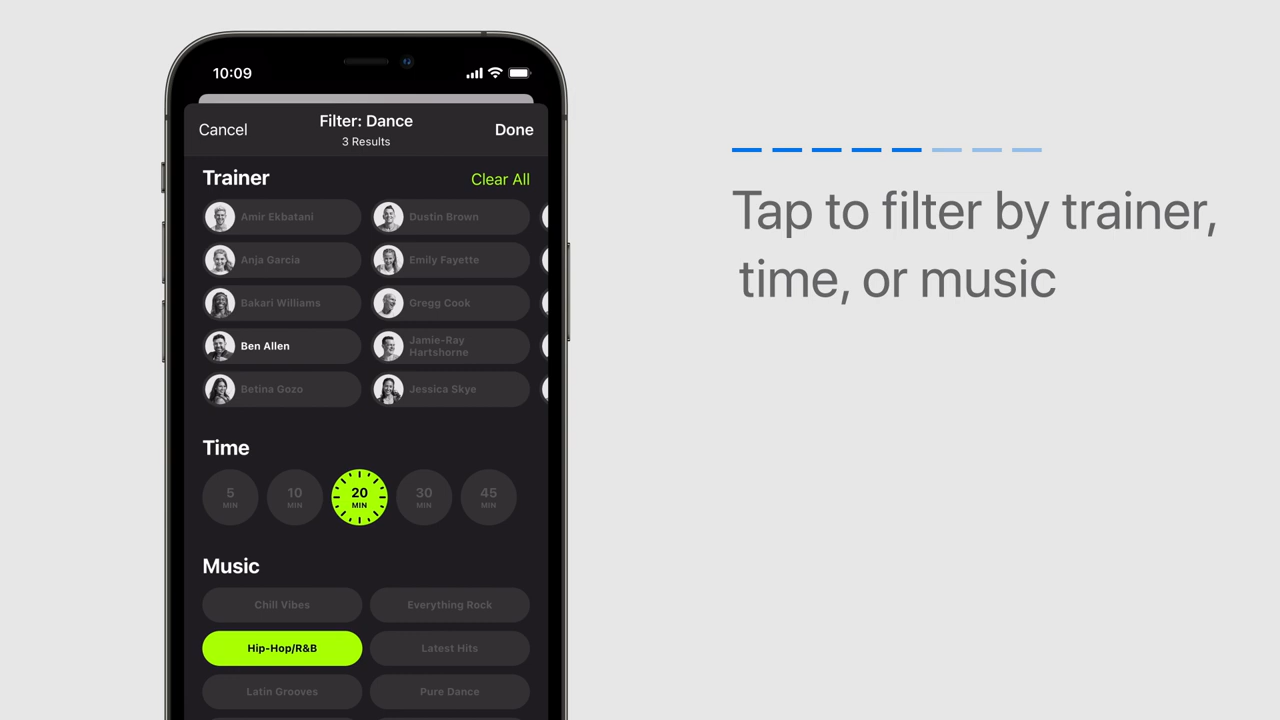 10:09
Cancel
Filter: Dance
Done
3 Results
Trainer
Clear All
Amir Ekbatani
Dustin Brown
Anja Garcia
Emily Fayette
Bakari Williams
Gregg Cook
Ben Allen
Jamie-Ray
Hartshorne
Betina Gozo
Jessica Skye
Time
5
MIN
10
MIN
20
MIN
30
MIN
45
MIN
Music
Chill Vibes
Everything Rock
Hip-Hop/R&B
Latest Hits
Latin Grooves
Pure Dance
Tap to filter by trainer,
time, or music